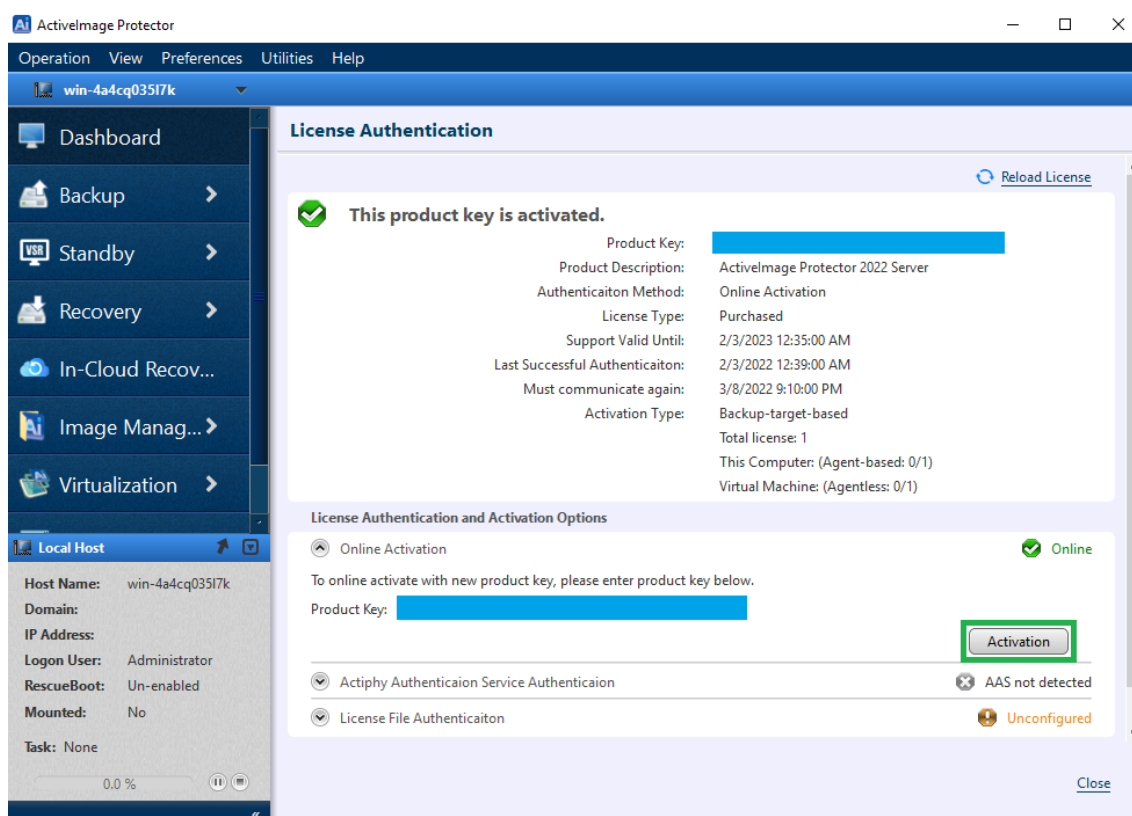 Ai ActiveImage Protector
Operation View Preferences Utilities Help
win-4a4cq035l7k
Dashboard
Backup
VSR Standby
Recovery
In-Cloud Recov...
Ai Image Manag...
Virtualization
Local Host
Host Name: win-4a4cq035l7k
Domain:
IP Address:
Logon User: Administrator
RescueBoot: Un-enabled
Mounted: No
Task: None
0.0 %
License Authentication
Reload License
This product key is activated.
Product Key:
Product Description: ActiveImage Protector 2022 Server
Authenticaiton Method: Online Activation
License Type: Purchased
Support Valid Until: 2/3/2023 12:35:00 AM
Last Successful Authenticaiton: 2/3/2022 12:39:00 AM
Must communicate again: 3/8/2022 9:10:00 PM
Activation Type: Backup-target-based
Total license: 1
This Computer: (Agent-based: 0/1)
Virtual Machine: (Agentless: 0/1)
License Authentication and Activation Options
Online Activation Online
To online activate with new product key, please enter product key below.
Product Key:
Activation
Actiphy Authenticaion Service Authenticaion AAS not detected
License File Authenticaiton Unconfigured
Close